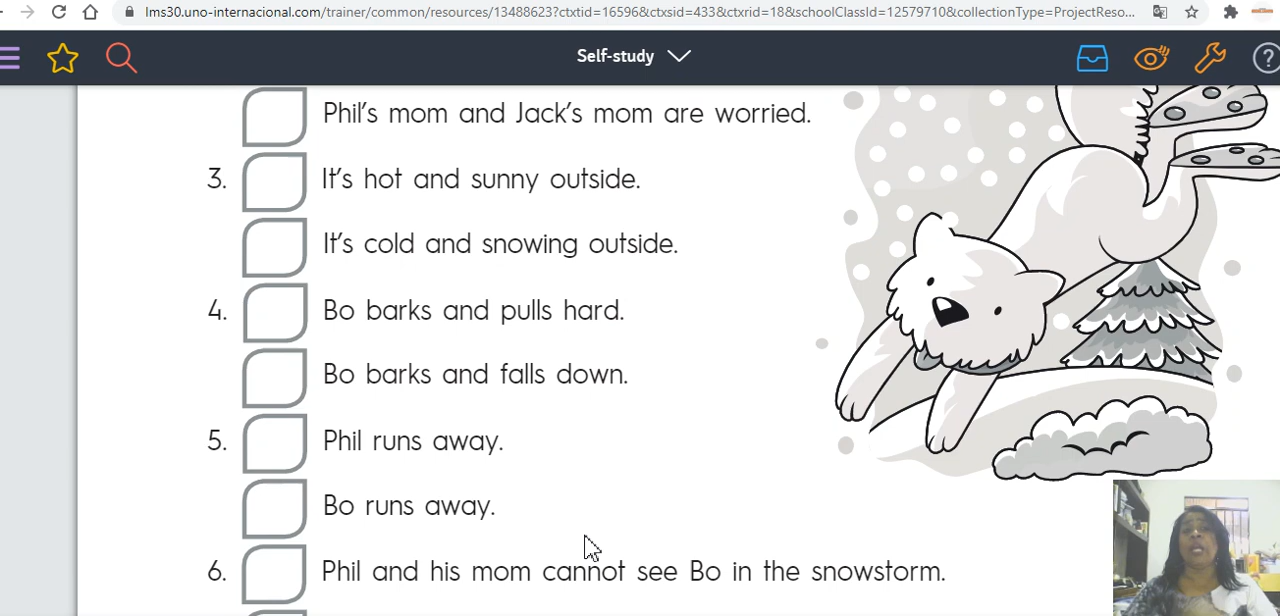 lms30.uno-internacional.com/trainer/common/resources/13488623?ctxtid=16596&ctxsid=433&ctxrid=18&schoolClassId=12579710&collectionType=ProjectReso...
Self-study
?
Phil's mom and Jack's mom are worried.
3. It's hot and sunny outside.
It's cold and snowing outside.
4. Bo barks and pulls hard.
Bo barks and falls down.
5. Phil runs away.
Bo runs away.
6. Phil and his mom cannot see Bo in the snowstorm.